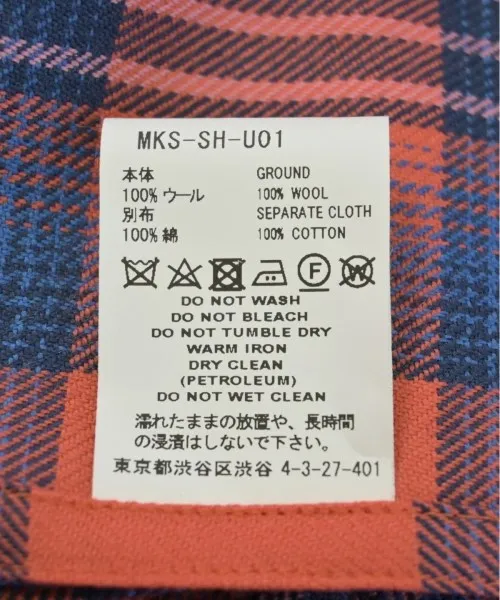 MKS-SH-U01
本体 GROUND
100% ウール 100% WOOL
別布 SEPARATE CLOTH
100% 綿 100% COTTON
F W
DO NOT WASH
DO NOT BLEACH
DO NOT TUMBLE DRY
WARM IRON
DRY CLEAN
(PETROLEUM)
DO NOT WET CLEAN
濡れたままの放置や、長時間
の浸漬はしないで下さい。
東京都渋谷区渋谷 4-3-27-401